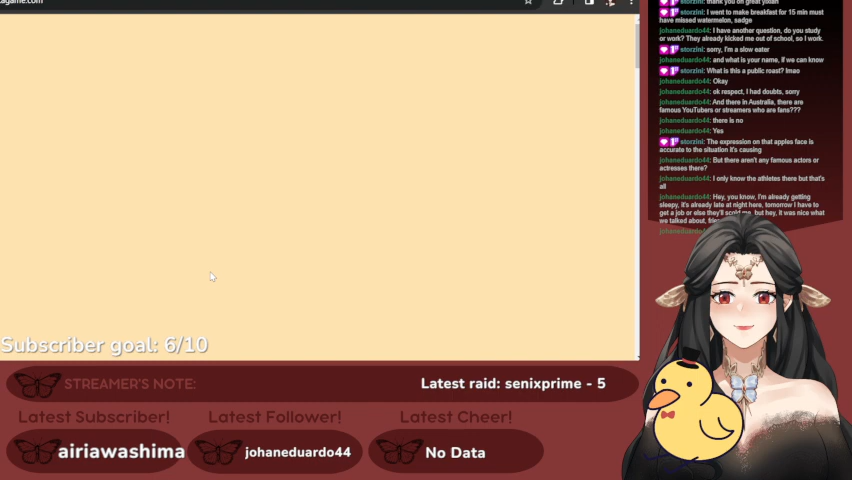 agame.com
thank you oh great yixian
storzini: I went to make breakfast for 15 min must
have missed watermelon, sadge
johaneduardo44: I have another question, do you study
or work? They already kicked me out of school, so I work.
storzini: sorry, I'm a slow eater
johaneduardo44: and what is your name, if we can know
storzini: What is this a public roast? lmao
johaneduardo44: Okay
johaneduardo44: ok respect, I had doubts, sorry
johaneduardo44: And there in Australia, there are
famous YouTubers or streamers who are fans???
johaneduardo44: there is no
johaneduardo44: Yes
storzini: The expression on that apples face is
accurate to the situation it's causing
johaneduardo44: But there aren't any famous actors or
actresses there?
johaneduardo44: I only know the athletes there but that's
all
johaneduardo44: Hey, you know, I'm already getting
sleepy, it's already late at night here, tomorrow I have to
get a job or else they'll scold me, but hey, it was nice what
we talked about,
Subscriber goal: 6/10
STREAMER'S NOTE:
Latest raid: senixprime - 5
Latest Subscriber!
Latest Follower!
Latest Cheer!
airiawashima
johaneduardo44
No Data